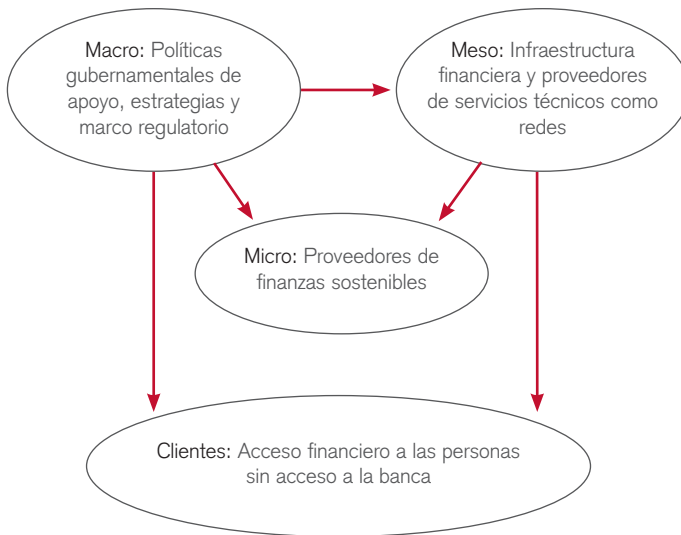 Macro: Políticas
gubernamentales de
apoyo, estrategias y
marco regulatorio
Meso: Infraestructura
financiera y proveedores
de servicios técnicos como
redes
Micro: Proveedores de
finanzas sostenibles
Clientes: Acceso financiero a las personas
sin acceso a la banca